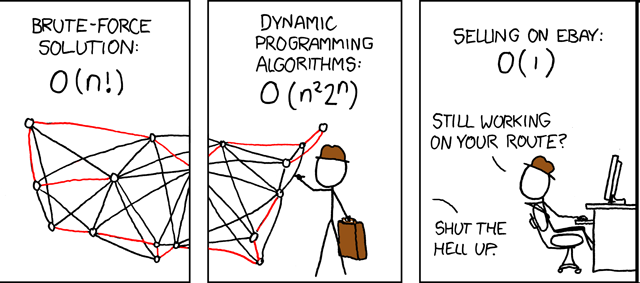 BRUTE-FORCE
SOLUTION:
O(n!)
DYNAMIC
PROGRAMMING
ALGORITHMS:
O(n²2ⁿ)
SELLING ON EBAY:
O(1)
STILL WORKING
ON YOUR ROUTE?
SHUT THE
HELL UP.